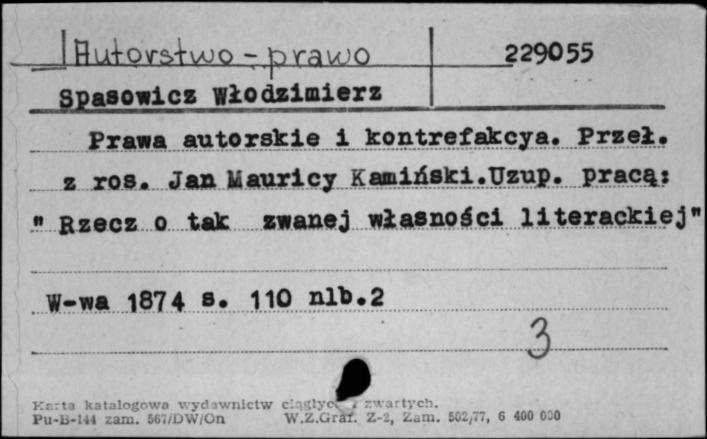 Autorstwo - prawo 229055
Spasowicz Włodzimierz
Prawa autorskie i kontrefakcya. Przeł.
z ros. Jan Maurycy Kamiński.Uzup. pracą:
" Rzecz o tak zwanej własności literackiej"
W-wa 1874 s. 110 nlb.2
3
Karta katalogowa wydawnictw zwartych.
Pu-B-144 zam. 567/DW/On W.Z.Graf. Z-2, Zam. 502/77, 6 400 000